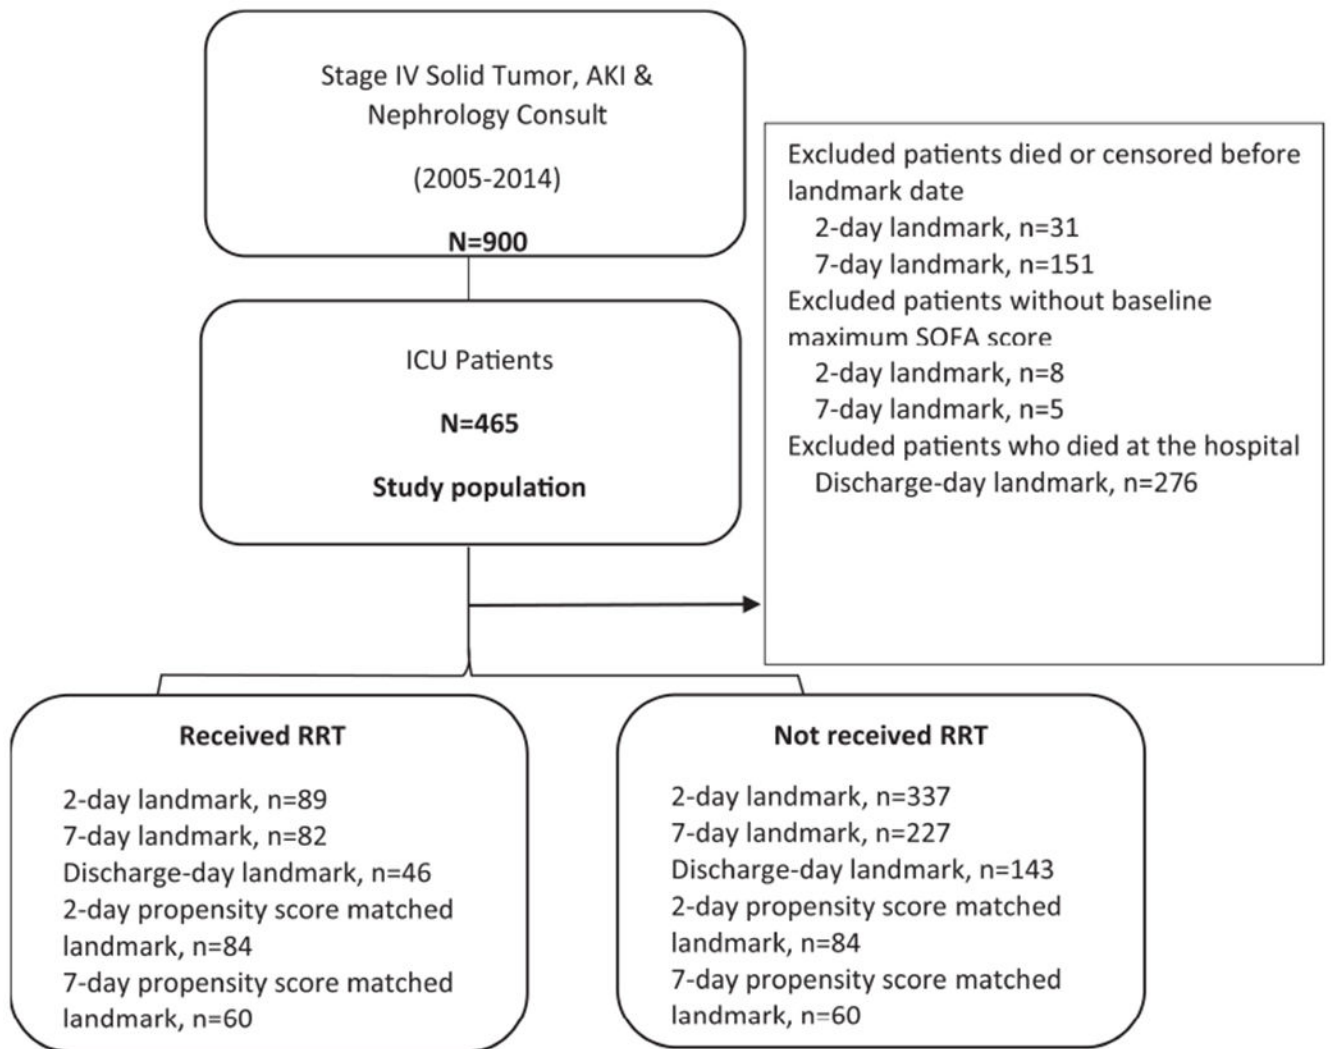 Stage IV Solid Tumor, AKI &
Nephrology Consult
(2005-2014)
N=900
ICU Patients
N=465
Study population
Excluded patients died or censored before
landmark date
2-day landmark, n=31
7-day landmark, n=151
Excluded patients without baseline
maximum SOFA score
2-day landmark, n=8
7-day landmark, n=5
Excluded patients who died at the hospital
Discharge-day landmark, n=276
Received RRT
2-day landmark, n=89
7-day landmark, n=82
Discharge-day landmark, n=46
2-day propensity score matched
landmark, n=84
7-day propensity score matched
landmark, n=60
Not received RRT
2-day landmark, n=337
7-day landmark, n=227
Discharge-day landmark, n=143
2-day propensity score matched
landmark, n=84
7-day propensity score matched
landmark, n=60